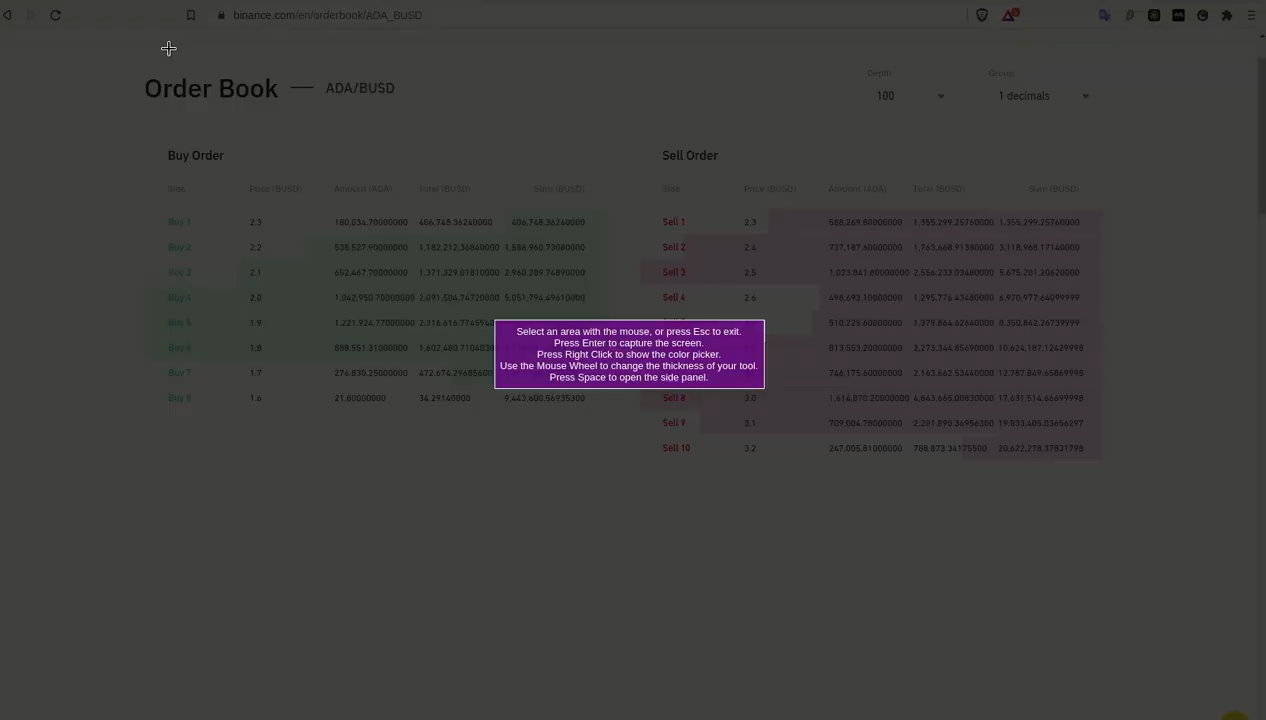 binance.com/en/orderbook/ADA_BUSD
Order Book — ADA/BUSD
Depth
Group
100
1 decimals
Buy Order
Side Price (BUSD) Amount (ADA) Total (BUSD) Sum (BUSD)
Buy 1 2.3 180,034.70000000 406,748.36240000 406,748.36240000
Buy 2 2.2 535,527.90000000 1,182,212.36840000 1,588,960.73080000
Buy 3 2.1 652,467.70000000 1,371,329.01810000 2,960,289.74890000
Buy 4 2.0 1,042,950.70000000 2,091,504.74720000 5,051,794.49610000
Buy 5 1.9 1,221,924.77000000
Buy 6 1.8 888,551.31000000
Buy 7 1.7 276,830.25000000
Buy 8 1.6 21.60000000 34.29140000 9,443,600.56935300
Sell Order
Side Price (BUSD) Amount (ADA) Total (BUSD) Sum (BUSD)
Sell 1 2.3 588,269.80000000 1,355,299.25760000 1,355,299.25760000
Sell 2 2.4 737,187.60000000 1,763,668.91380000 3,118,968.17140000
Sell 3 2.5 1,023,041.80000000 2,556,233.03480000 5,675,201.20620000
Sell 4 2.6 498,693.10000000 1,295,776.43480000 6,970,977.64099999
510,225.60000000 1,379,864.62640000 8,350,842.26739999
813,553.20000000 2,273,344.85690000 10,624,187.12429998
746,175.60000000 2,163,662.53440000 12,787,849.65869998
Sell 8 3.0 1,614,070.20000000 4,843,665.00830000 17,631,514.66699998
Sell 9 3.1 709,004.78000000 2,201,890.36956300 19,833,405.03656297
Sell 10 3.2 247,005.81000000 788,873.34175500 20,622,278.37831798
Select an area with the mouse, or press Esc to exit.
Press Enter to capture the screen.
Press Right Click to show the color picker.
Use the Mouse Wheel to change the thickness of your tool.
Press Space to open the side panel.